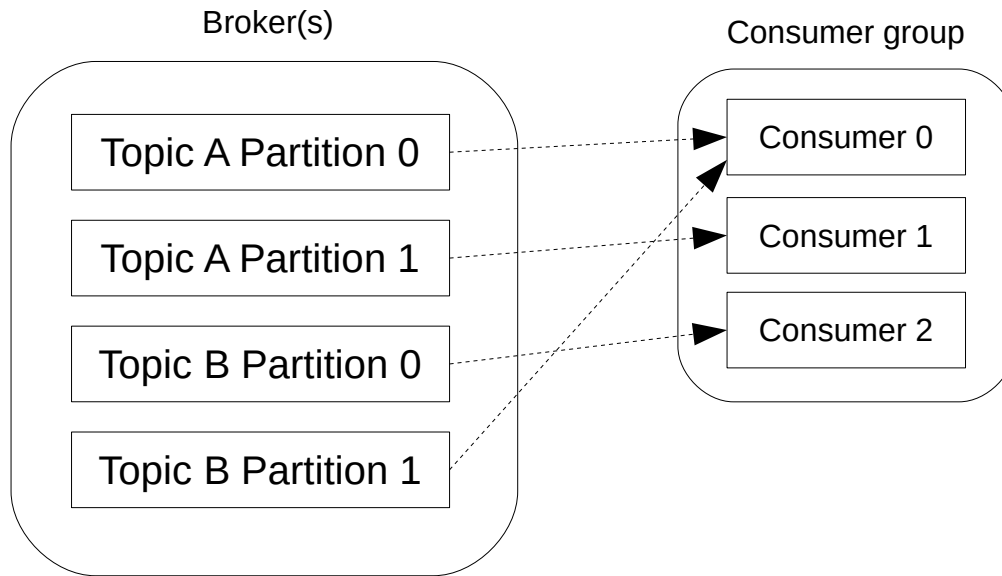 Broker(s)
Consumer group
Topic A Partition 0
Topic A Partition 1
Topic B Partition 0
Topic B Partition 1
Consumer 0
Consumer 1
Consumer 2